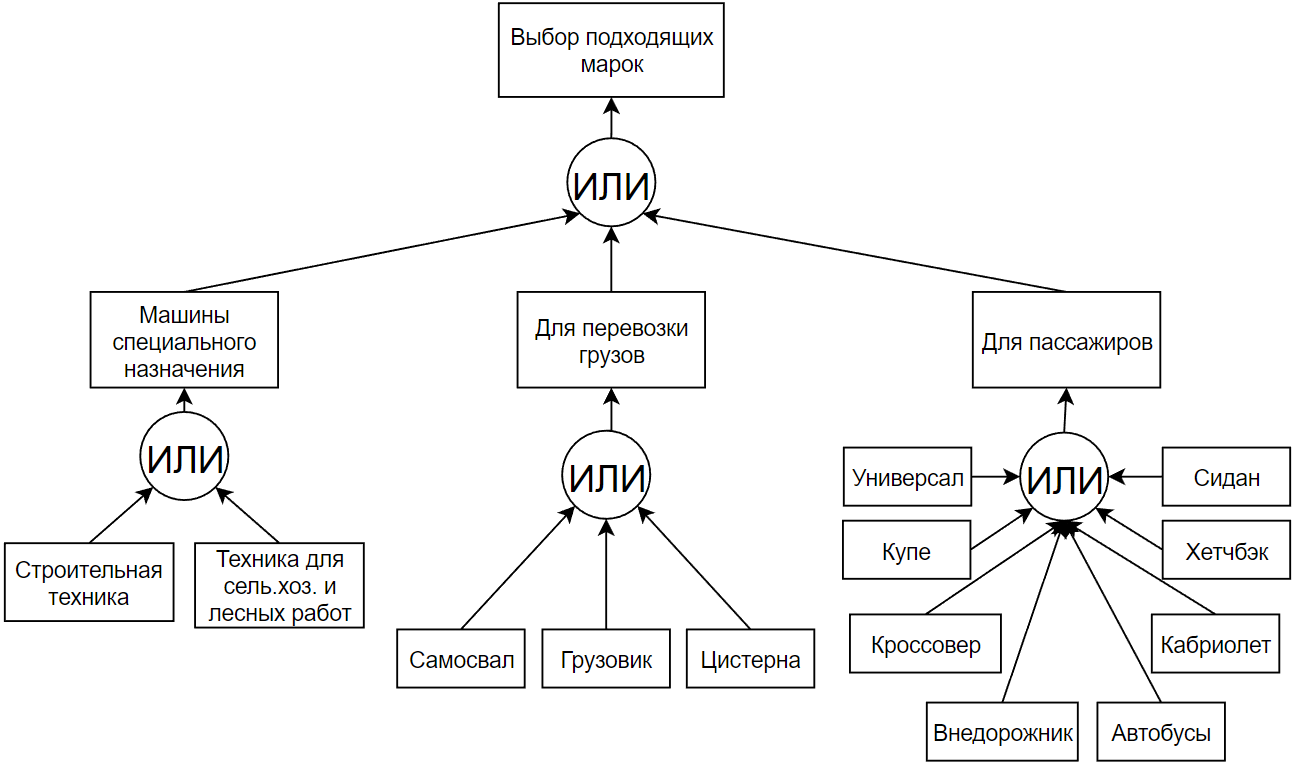 Выбор подходящих
марок
ИЛИ
Машины
специального
назначения
Для перевозки
грузов
Для пассажиров
ИЛИ
ИЛИ
ИЛИ
Универсал
Сидан
Купе
Хетчбэк
Строительная
техника
Техника для
сель.хоз. и
лесных работ
Самосвал
Грузовик
Цистерна
Кроссовер
Кабриолет
Внедорожник
Автобусы